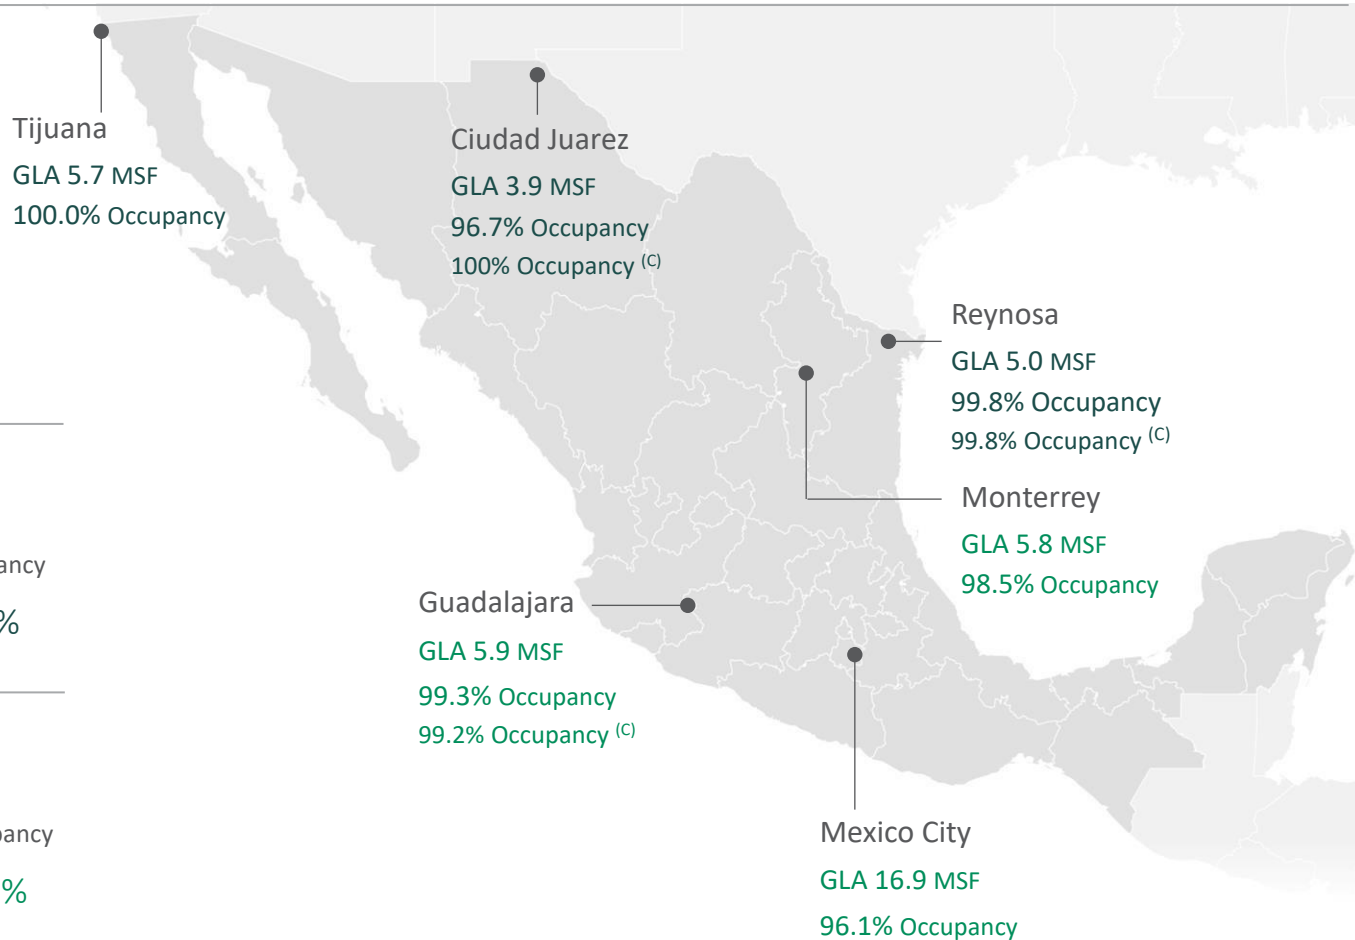 Tijuana
GLA 5.7 MSF
100.0% Occupancy
Ciudad Juarez
GLA 3.9 MSF
96.7% Occupancy
100% Occupancy (C)
Reynosa
GLA 5.0 MSF
99.8% Occupancy
99.8% Occupancy (C)
Monterrey
GLA 5.8 MSF
98.5% Occupancy
Guadalajara
GLA 5.9 MSF
99.3% Occupancy
99.2% Occupancy (C)
Mexico City
GLA 16.9 MSF
96.1% Occupancy
%
%